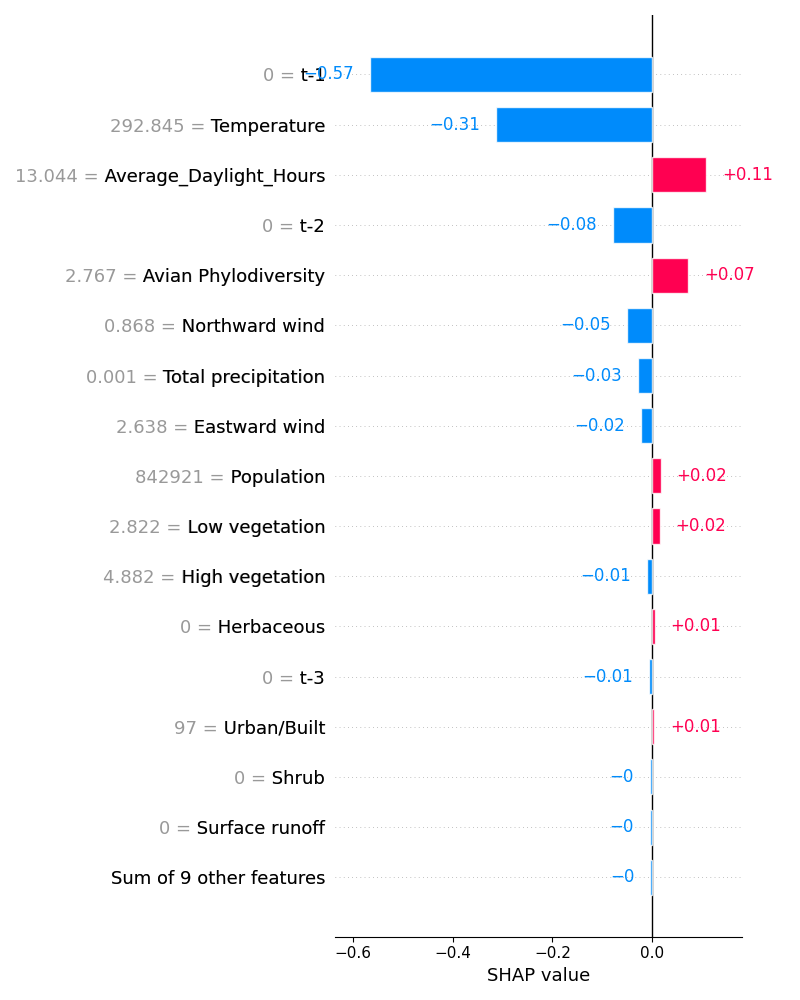 0 = t-1 −0.57
292.845 = Temperature −0.31
13.044 = Average_Daylight_Hours +0.11
0 = t-2 −0.08
2.767 = Avian Phylodiversity +0.07
0.868 = Northward wind −0.05
0.001 = Total precipitation −0.03
2.638 = Eastward wind −0.02
842921 = Population +0.02
2.822 = Low vegetation +0.02
4.882 = High vegetation −0.01
0 = Herbaceous +0.01
0 = t-3 −0.01
97 = Urban/Built +0.01
0 = Shrub −0
0 = Surface runoff −0
Sum of 9 other features −0
−0.6 −0.4 −0.2 0.0
SHAP value